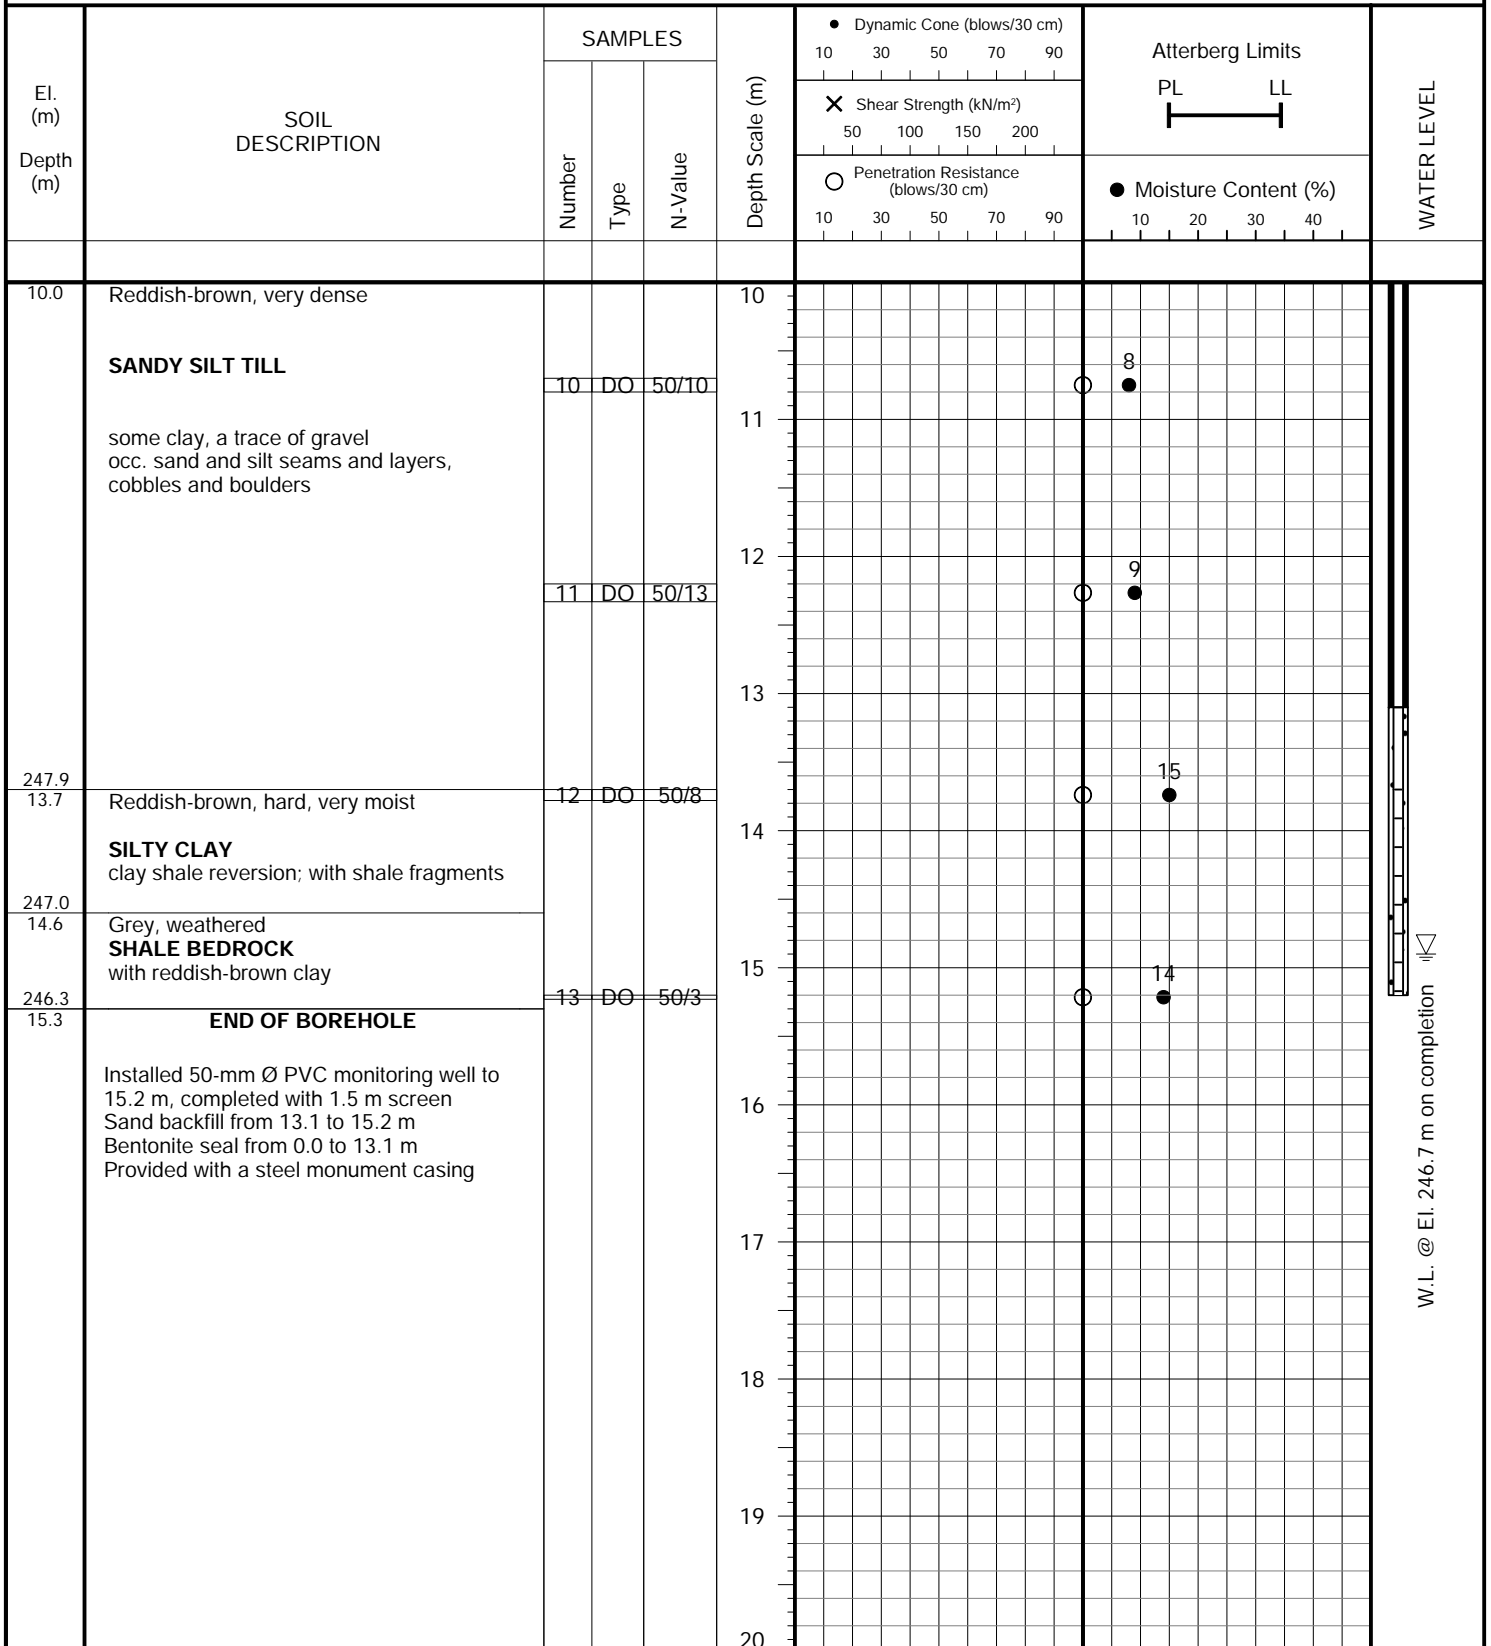 El.
(m)
Depth
(m)
SOIL
DESCRIPTION
SAMPLES
Number
Type
N-Value
Depth Scale (m)
● Dynamic Cone (blows/30 cm)
10 30 50 70 90
✕ Shear Strength (kN/m²)
50 100 150 200
○ Penetration Resistance
(blows/30 cm)
10 30 50 70 90
Atterberg Limits
PL LL
● Moisture Content (%)
10 20 30 40
WATER LEVEL
10.0 Reddish-brown, very dense 10
SANDY SILT TILL 8
10 DO 50/10
11
some clay, a trace of gravel
occ. sand and silt seams and layers,
cobbles and boulders
12
9
11 DO 50/13
13
247.9 15
13.7 Reddish-brown, hard, very moist 12 DO 50/8
14
SILTY CLAY
clay shale reversion; with shale fragments
247.0
14.6 Grey, weathered
SHALE BEDROCK
with reddish-brown clay 15 14
246.3 13 DO 50/3
15.3 END OF BOREHOLE
Installed 50-mm Ø PVC monitoring well to
15.2 m, completed with 1.5 m screen
Sand backfill from 13.1 to 15.2 m
Bentonite seal from 0.0 to 13.1 m
Provided with a steel monument casing
16
17
18
19
20
W.L. @ El. 246.7 m on completion